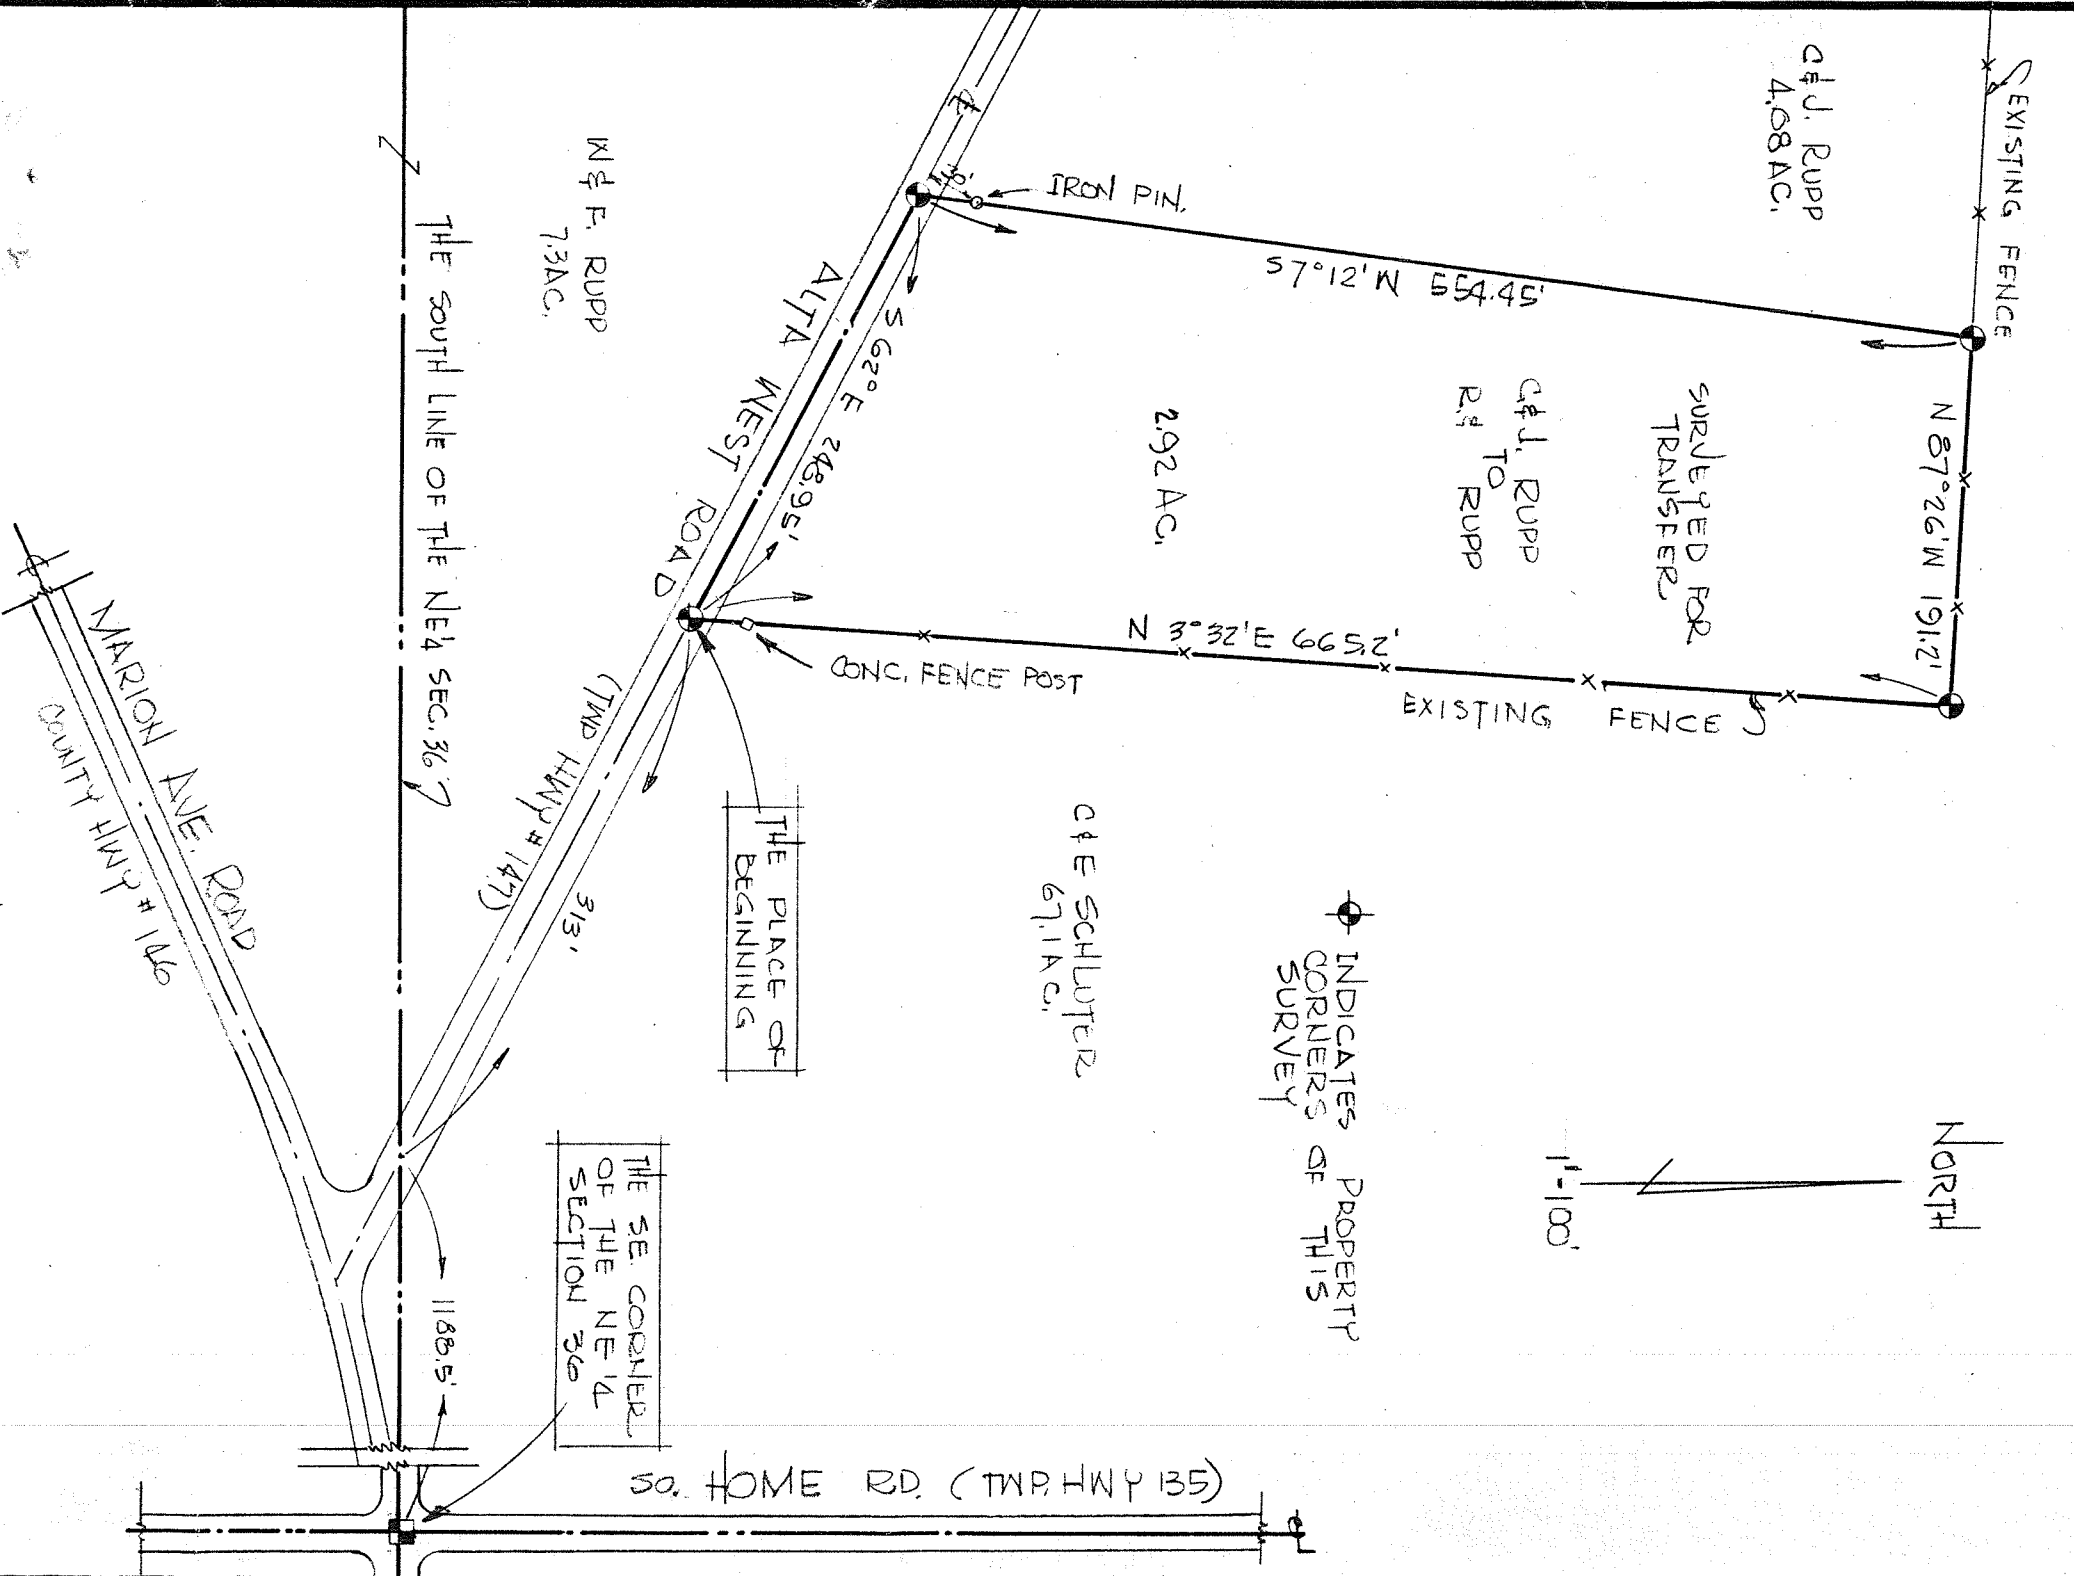 EXISTING FENCE
C & J. RUPP
4.08 AC.
N 87°26' W 191.2'
SURVEYED FOR
TRANSFER
C & J. RUPP
TO
R & RUPP
2.92 AC.
S 7°12' W 554.45'
IRON PIN.
30'
℄
S 62° E 248.95'
ALTA WEST ROAD
(TWP HWY # 147)
313'
N 3°32' E 665.2'
CONC. FENCE POST
EXISTING FENCE
W & F. RUPP
7.3 AC.
THE SOUTH LINE OF THE NE¼ SEC. 36
MARION AVE. ROAD
COUNTY HWY # 146
℄
THE PLACE OF
BEGINNING
C & E SCHLUTER
67.1 AC.
INDICATES PROPERTY
CORNERS OF THIS
SURVEY
NORTH
1"-100'
THE SE. CORNER
OF THE NE¼
SECTION 36
1188.5'
SO. HOME RD. (TWP. HWY 135)
℄